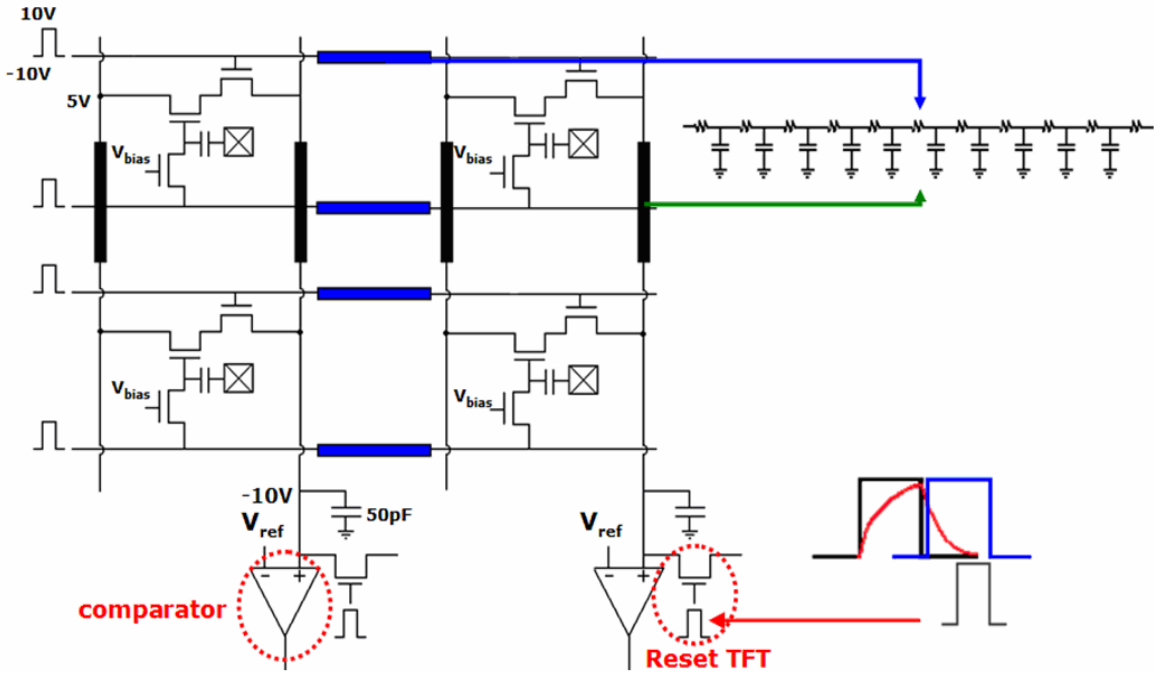 10V
-10V
5V
Vbias
Vbias
Vbias
Vbias
-10V
50pF
Vref
Vref
-
+
-
+
comparator
Reset TFT